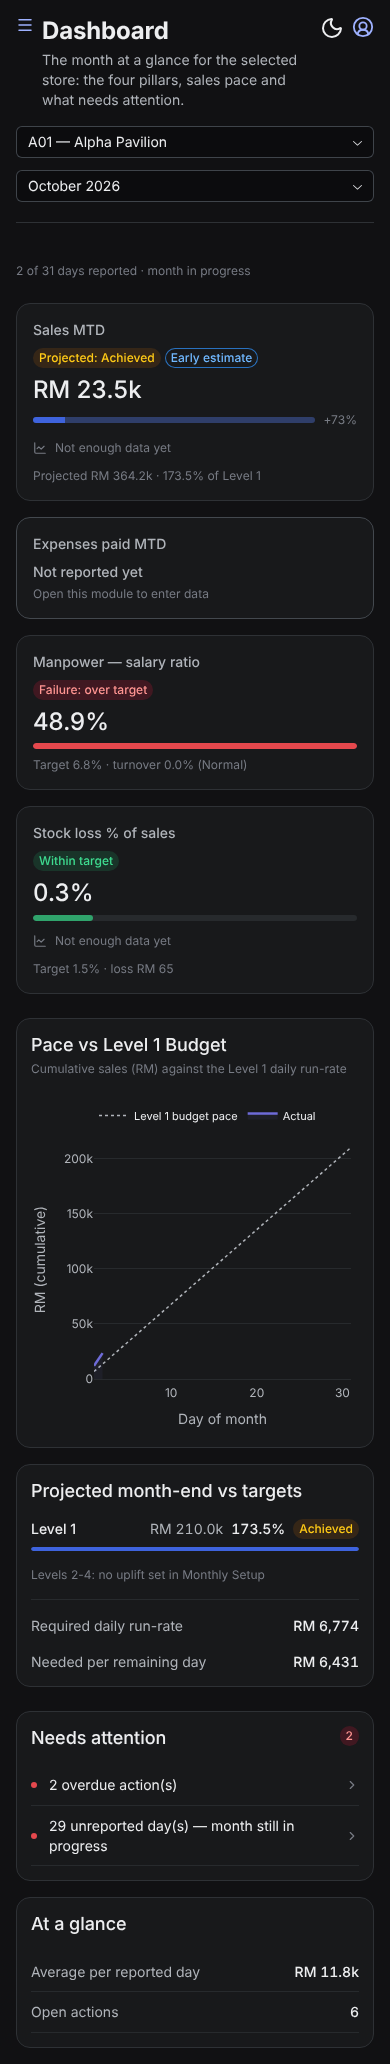 Dashboard
The month at a glance for the selected
store: the four pillars, sales pace and
what needs attention.
A01 — Alpha Pavilion
October 2026
2 of 31 days reported · month in progress
Sales MTD
Projected: Achieved Early estimate
RM 23.5k
+73%
Not enough data yet
Projected RM 364.2k · 173.5% of Level 1
Expenses paid MTD
Not reported yet
Open this module to enter data
Manpower — salary ratio
Failure: over target
48.9%
Target 6.8% · turnover 0.0% (Normal)
Stock loss % of sales
Within target
0.3%
Not enough data yet
Target 1.5% · loss RM 65
Pace vs Level 1 Budget
Cumulative sales (RM) against the Level 1 daily run-rate
Level 1 budget pace Actual
200k
150k
100k
50k
0
RM (cumulative)
10 20 30
Day of month
Projected month-end vs targets
Level 1 RM 210.0k 173.5% Achieved
Levels 2-4: no uplift set in Monthly Setup
Required daily run-rate RM 6,774
Needed per remaining day RM 6,431
Needs attention 2
2 overdue action(s)
29 unreported day(s) — month still in
progress
At a glance
Average per reported day RM 11.8k
Open actions 6